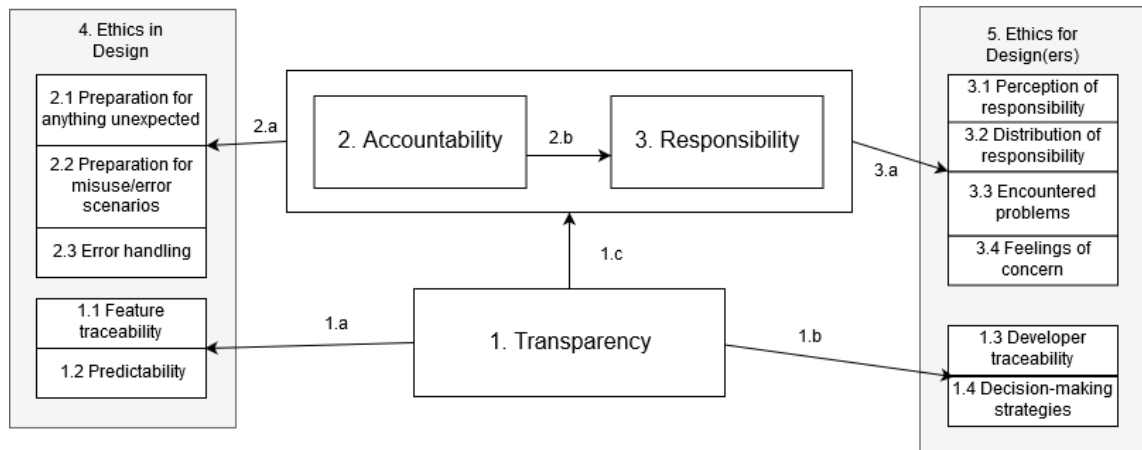 4. Ethics in
Design
2.1 Preparation for
anything unexpected
2.2 Preparation for
misuse/error
scenarios
2.3 Error handling
1.1 Feature
traceability
1.2 Predictability
2.a
2. Accountability
2.b
3. Responsibility
3.a
1.c
1.a
1. Transparency
1.b
5. Ethics for
Design(ers)
3.1 Perception of
responsibility
3.2 Distribution of
responsibility
3.3 Encountered
problems
3.4 Feelings of
concern
1.3 Developer
traceability
1.4 Decision-making
strategies